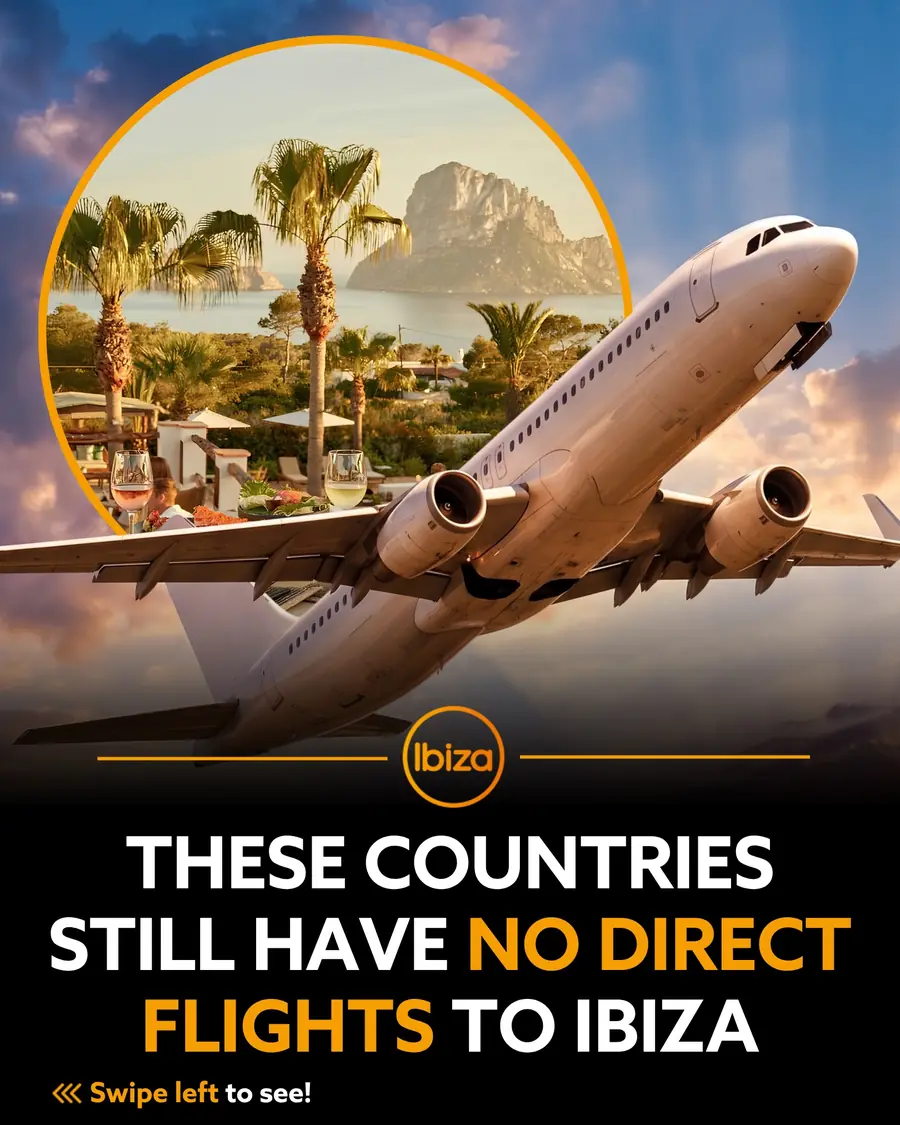 Ibiza
THESE COUNTRIES
STILL HAVE NO DIRECT
FLIGHTS TO IBIZA
Swipe left to see!